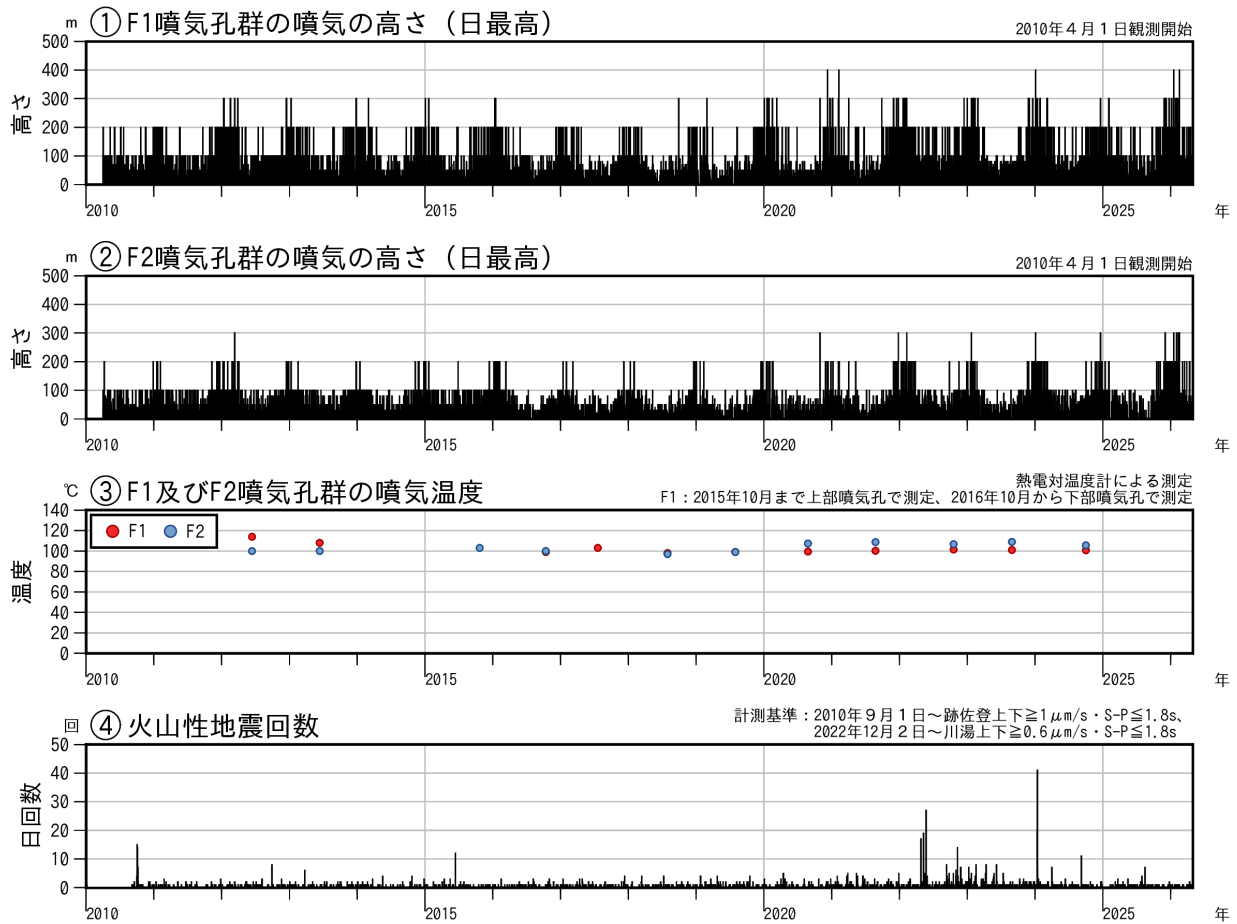 m ①F1噴気孔群の噴気の高さ（日最高）
2010年４月１日観測開始
500
400
300
200
100
0
高さ
2010 2015 2020 2025 年
m ②F2噴気孔群の噴気の高さ（日最高）
2010年４月１日観測開始
500
400
300
200
100
0
高さ
2010 2015 2020 2025 年
℃ ③F1及びF2噴気孔群の噴気温度
熱電対温度計による測定
F1：2015年10月まで上部噴気孔で測定、2016年10月から下部噴気孔で測定
140
120
100
80
60
40
20
0
温度
F1 F2
2010 2015 2020 2025 年
回 ④火山性地震回数
計測基準：2010年９月１日～跡佐登上下≧1μm/s・S-P≦1.8s、
2022年12月２日～川湯上下≧0.6μm/s・S-P≦1.8s
50
40
30
20
10
0
日回数
2010 2015 2020 2025 年